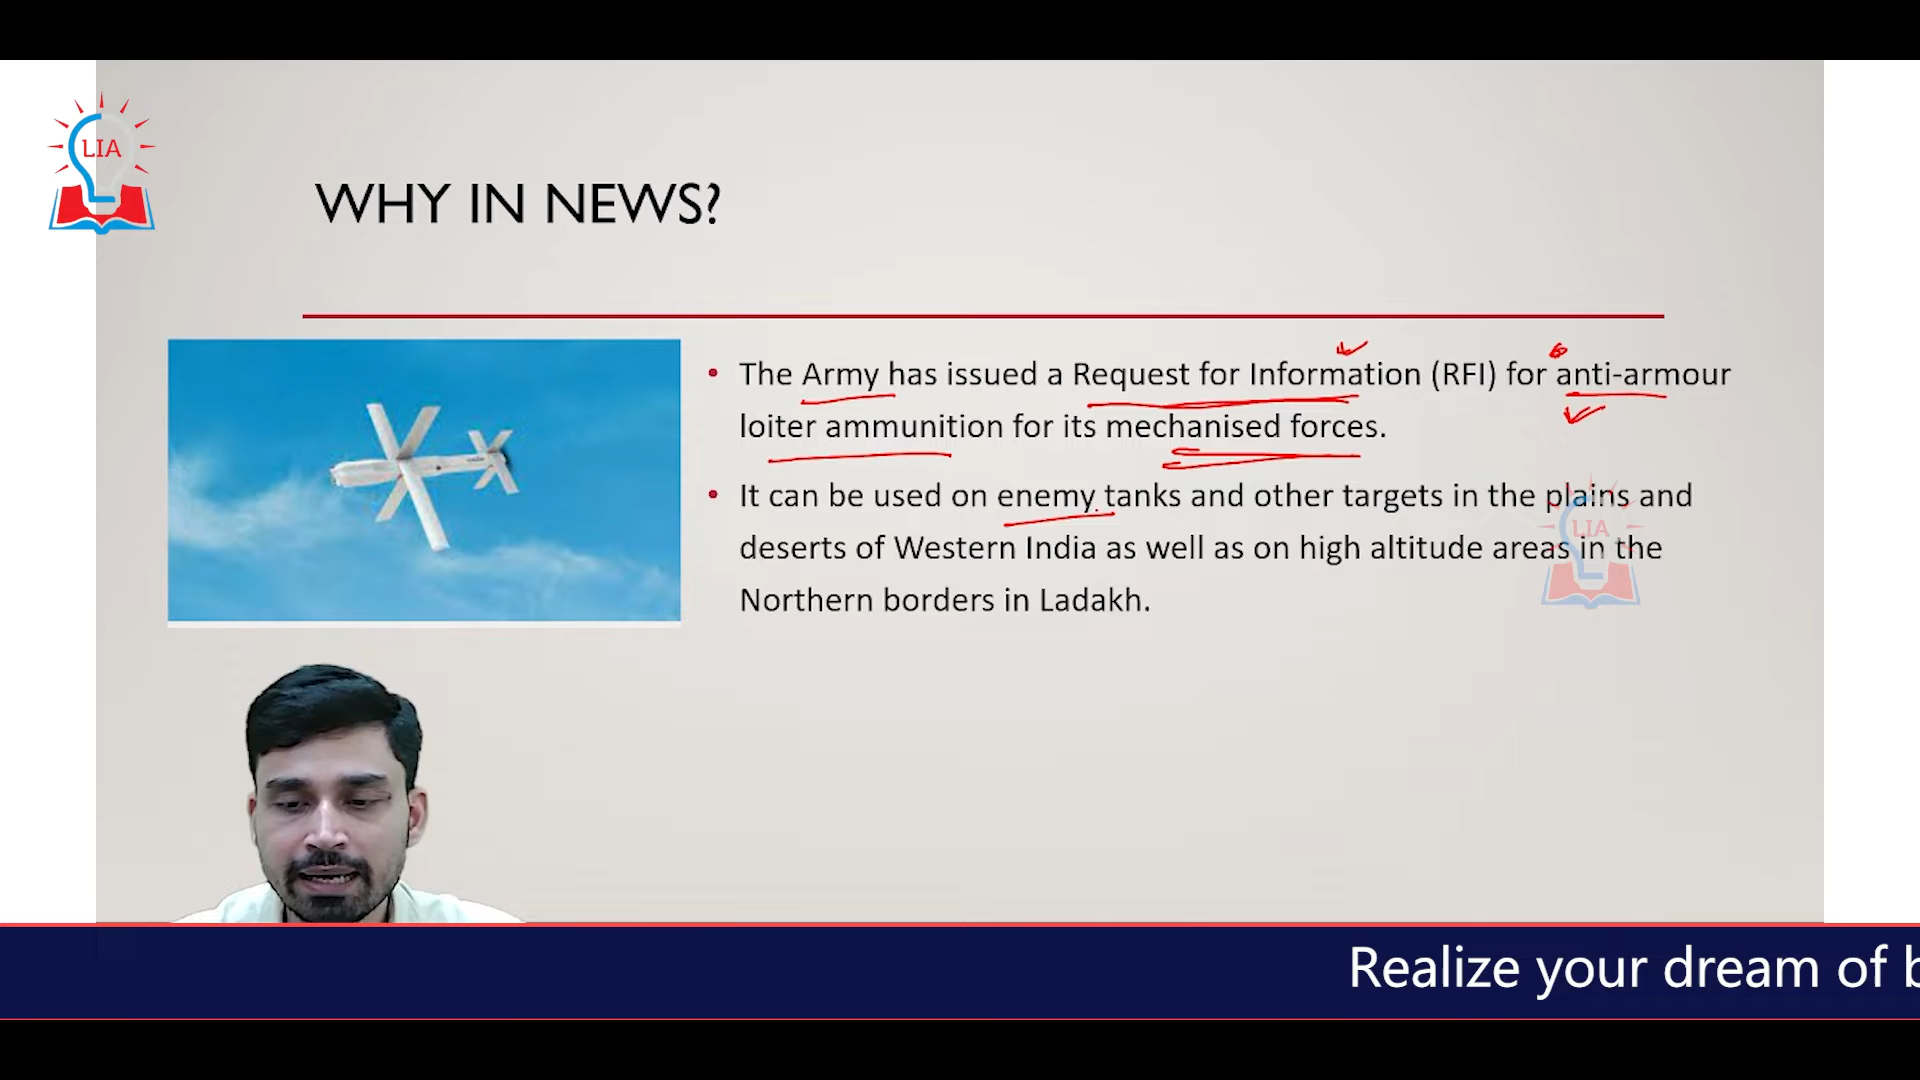 LIA
WHY IN NEWS?
• The Army has issued a Request for Information (RFI) for anti-armour
loiter ammunition for its mechanised forces.
• It can be used on enemy tanks and other targets in the plains and
deserts of Western India as well as on high altitude areas in the
Northern borders in Ladakh.
LIA
Realize your dream of b